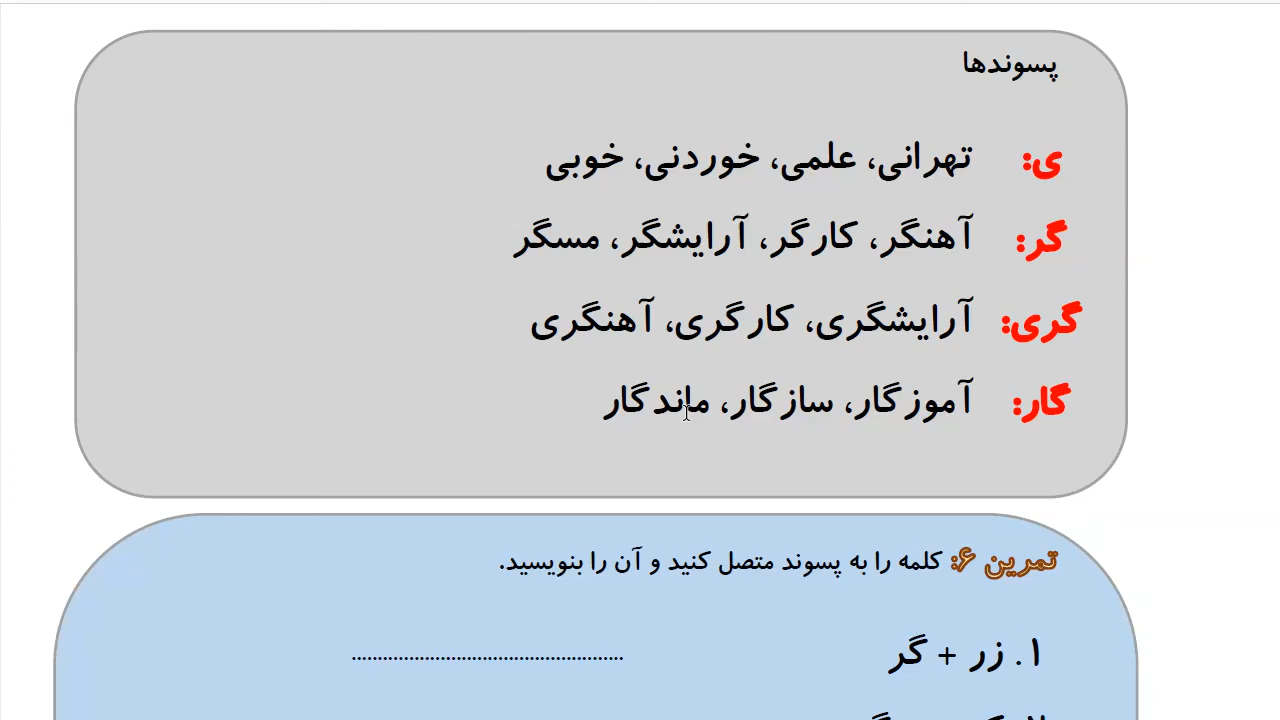 پسوندها
ی: تهرانی، علمی، خوردنی، خوبی
گر: آهنگر، کارگر، آرایشگر، مسگر
گری: آرایشگری، کارگری، آهنگری
گار: آموزگار، سازگار، ماندگار
تمرین ۶: کلمه را به پسوند متصل کنید و آن را بنویسید.
۱. زر + گر ....................................................